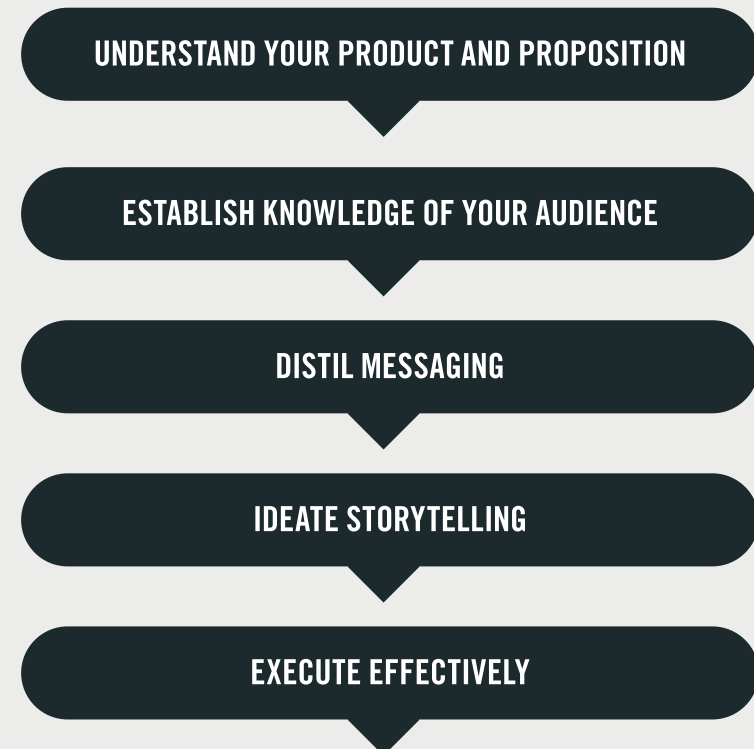 UNDERSTAND YOUR PRODUCT AND PROPOSITION
ESTABLISH KNOWLEDGE OF YOUR AUDIENCE
DISTIL MESSAGING
IDEATE STORYTELLING
EXECUTE EFFECTIVELY